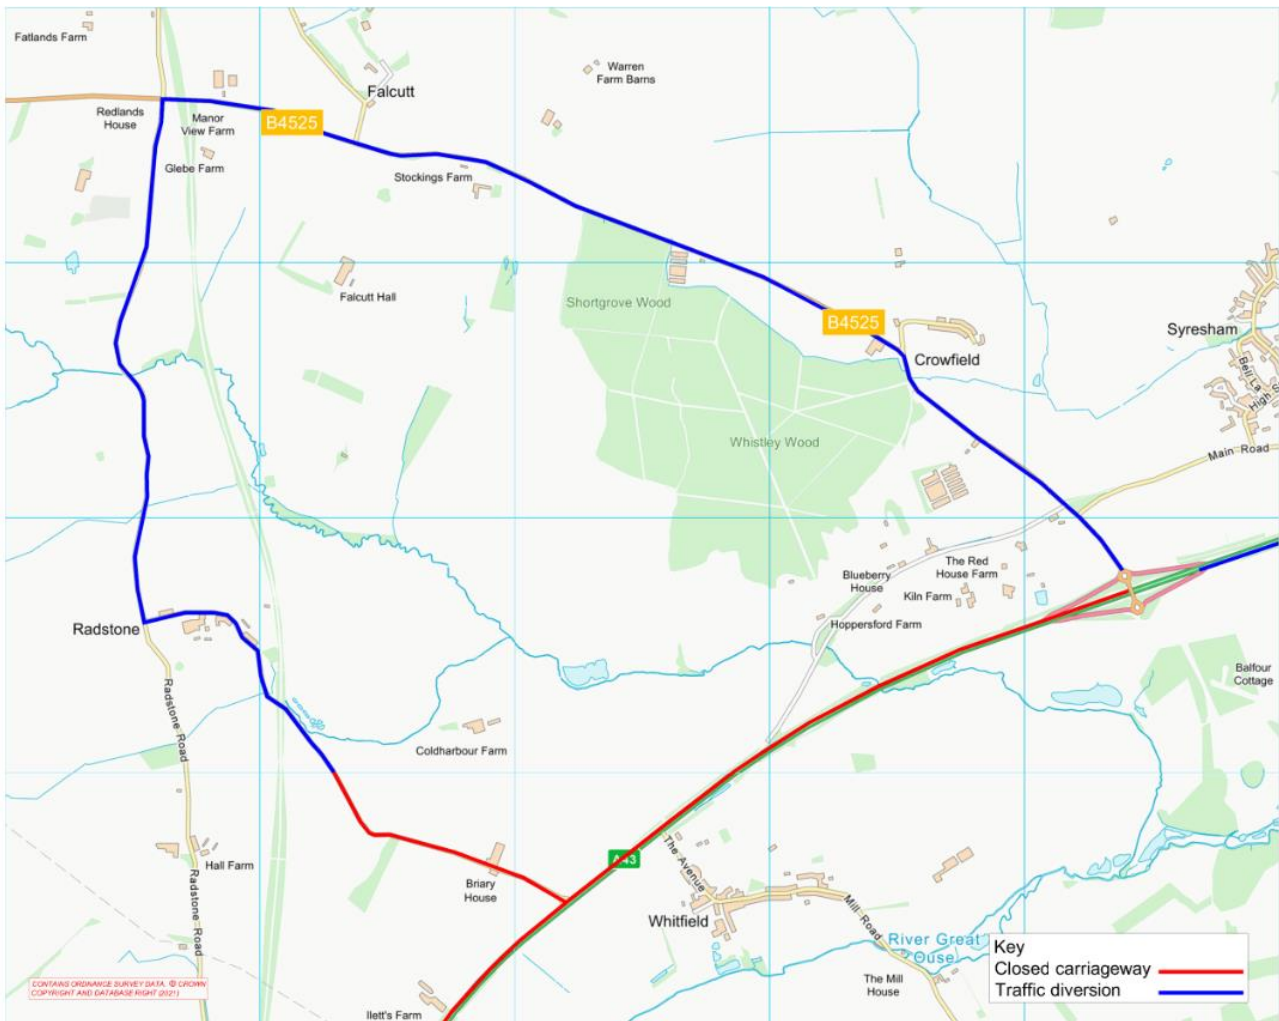 Fatlands Farm
Warren
Farm Barns
Falcutt
Redlands
House
Manor
View Farm
B4525
Glebe Farm
Stockings Farm
Falcutt Hall
Shortgrove Wood
B4525
Syresham
Crowfield
Bell La
High S
Whistley Wood
Main Road
The Red
House Farm
Blueberry
House
Kiln Farm
Hoppersford Farm
Radstone
Balfour
Cottage
Radstone Road
Coldharbour Farm
Hall Farm
A43
The Avenue
Briary
House
Radstone Road
Whitfield
Mill Road
River Great
Ouse
The Mill
House
Ilett's Farm
Key
Closed carriageway
Traffic diversion
CONTAINS ORDNANCE SURVEY DATA. © CROWN
COPYRIGHT AND DATABASE RIGHT (2021)